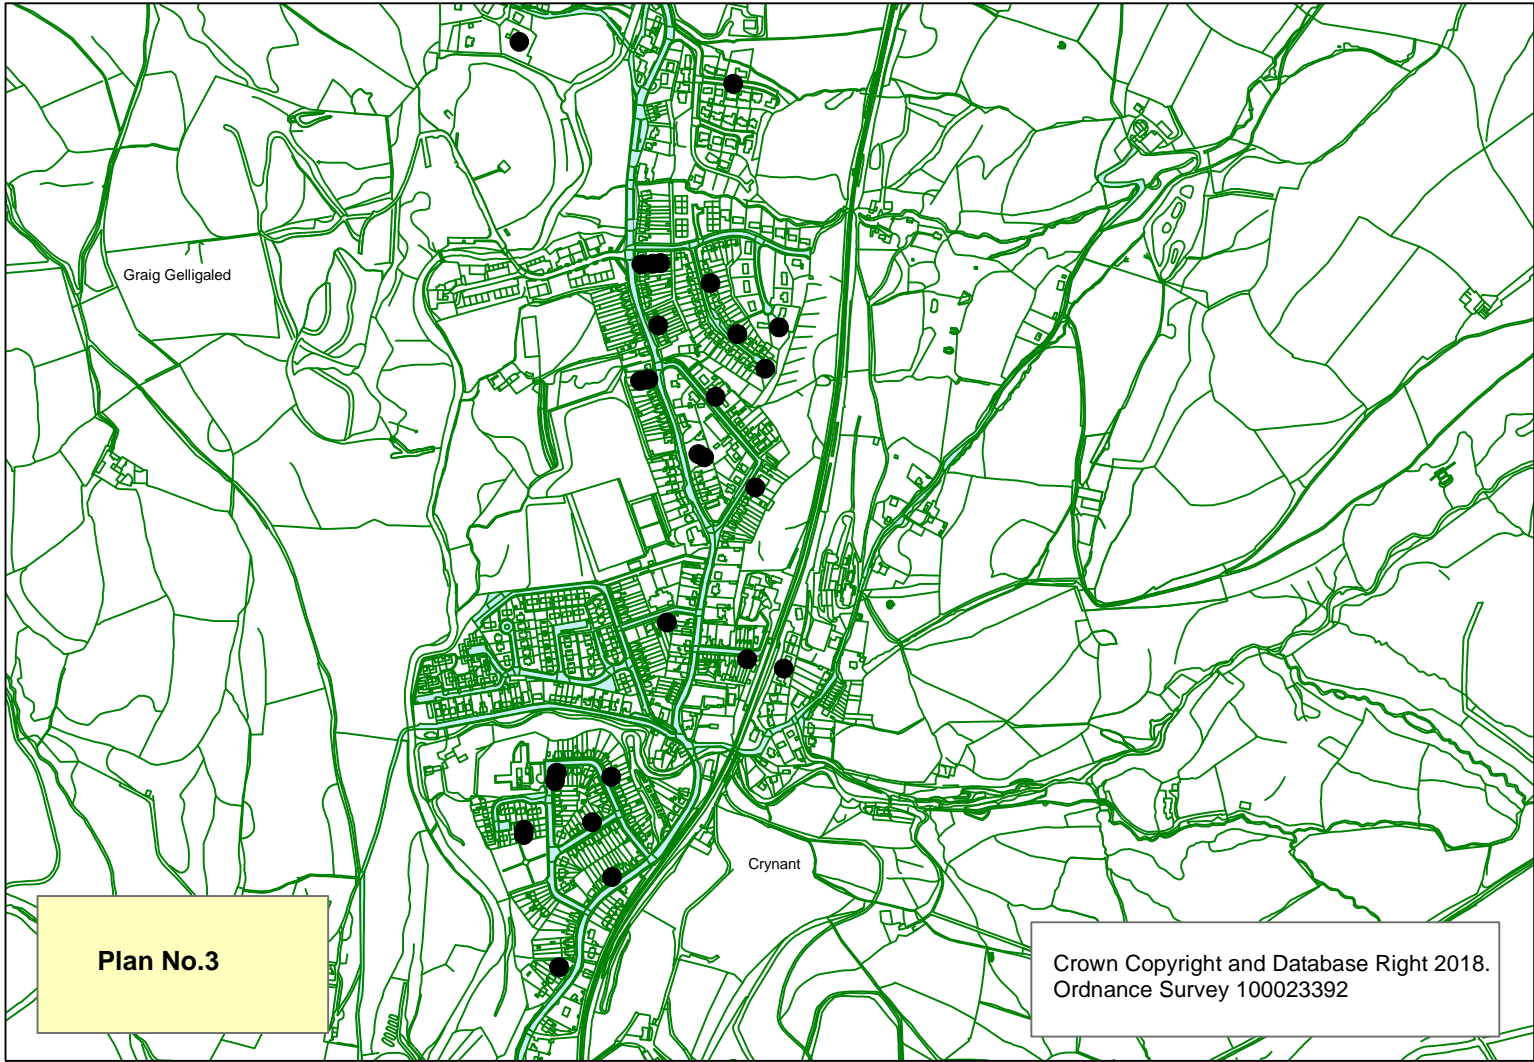 Graig Gelligaled
Crynant
Plan No.3
Crown Copyright and Database Right 2018.
Ordnance Survey 100023392